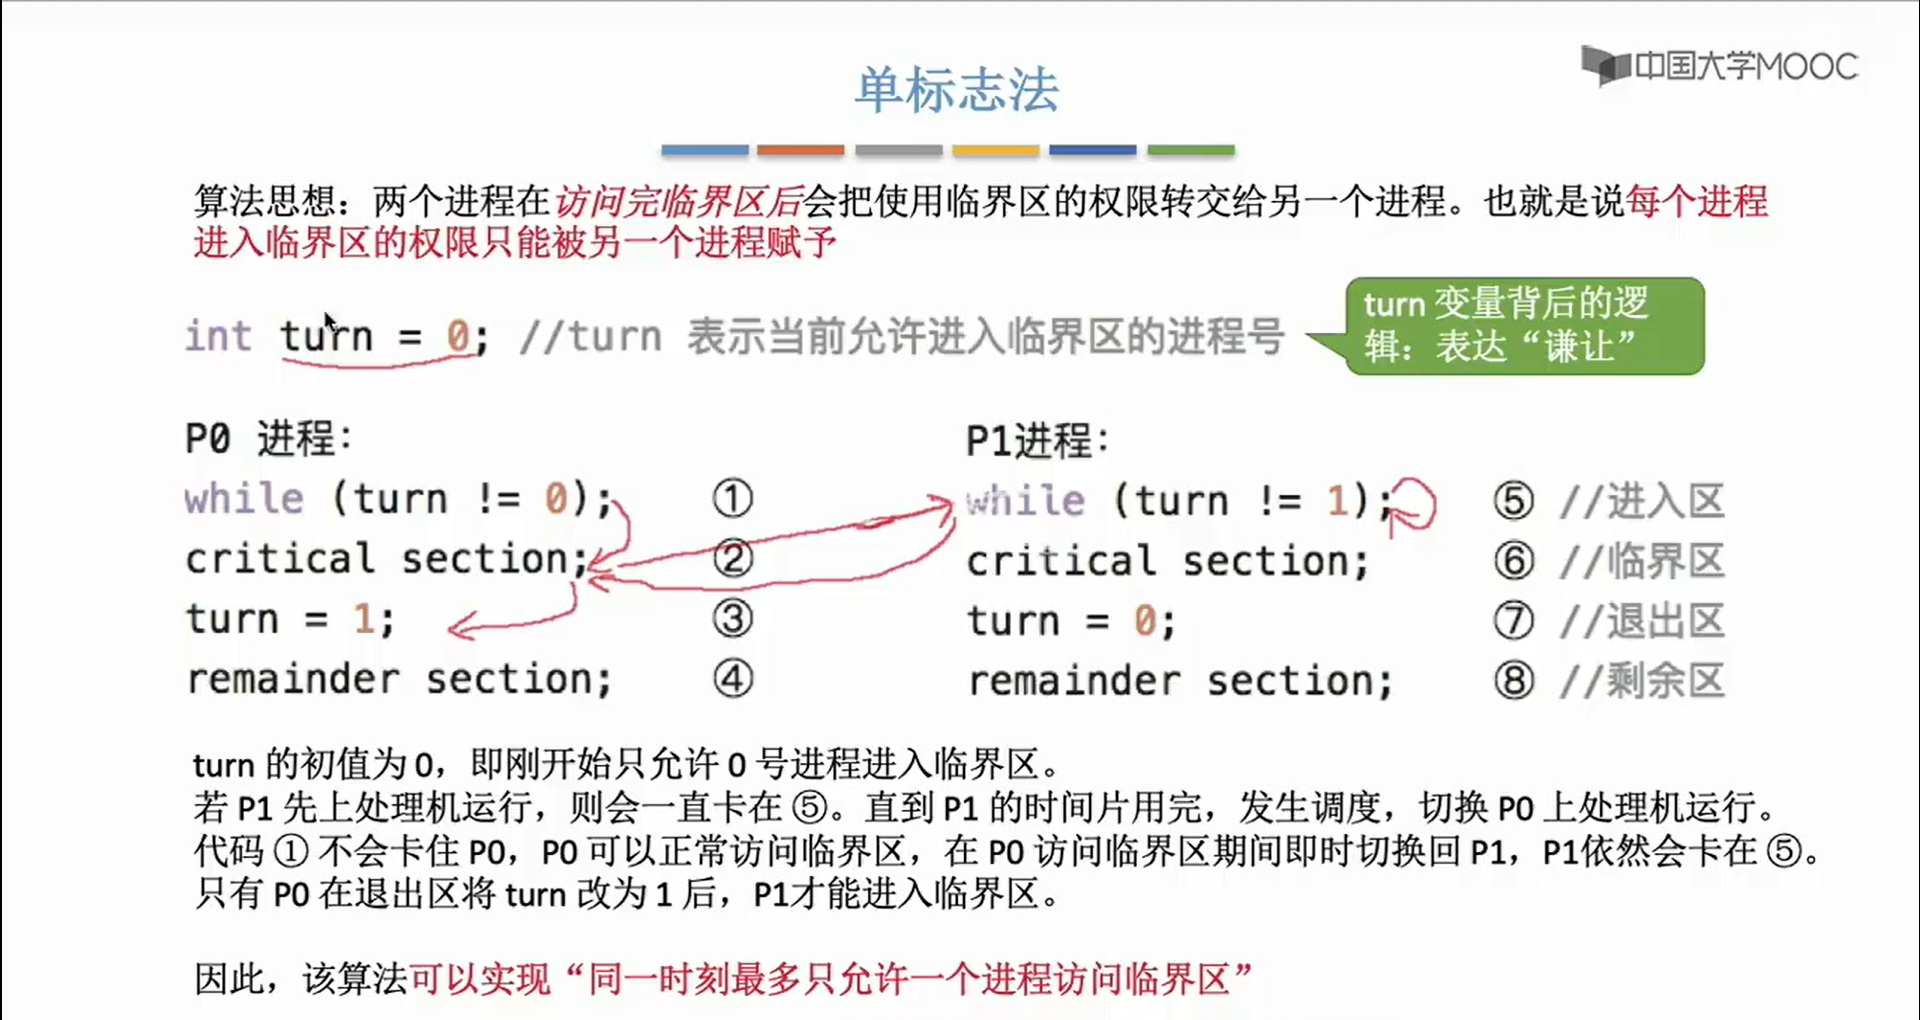 中国大学MOOC
单标志法
算法思想：两个进程在访问完临界区后会把使用临界区的权限转交给另一个进程。也就是说每个进程
进入临界区的权限只能被另一个进程赋予
int turn = 0; //turn 表示当前允许进入临界区的进程号
turn 变量背后的逻
辑：表达“谦让”
P0 进程：
while (turn != 0); ①
critical section; ②
turn = 1; ③
remainder section; ④
P1进程：
while (turn != 1); ⑤ //进入区
critical section; ⑥ //临界区
turn = 0; ⑦ //退出区
remainder section; ⑧ //剩余区
turn 的初值为 0，即刚开始只允许 0 号进程进入临界区。
若 P1 先上处理机运行，则会一直卡在 ⑤。直到 P1 的时间片用完，发生调度，切换 P0 上处理机运行。
代码 ① 不会卡住 P0，P0 可以正常访问临界区，在 P0 访问临界区期间即时切换回 P1，P1依然会卡在 ⑤。
只有 P0 在退出区将 turn 改为 1 后，P1才能进入临界区。
因此，该算法可以实现“同一时刻最多只允许一个进程访问临界区”